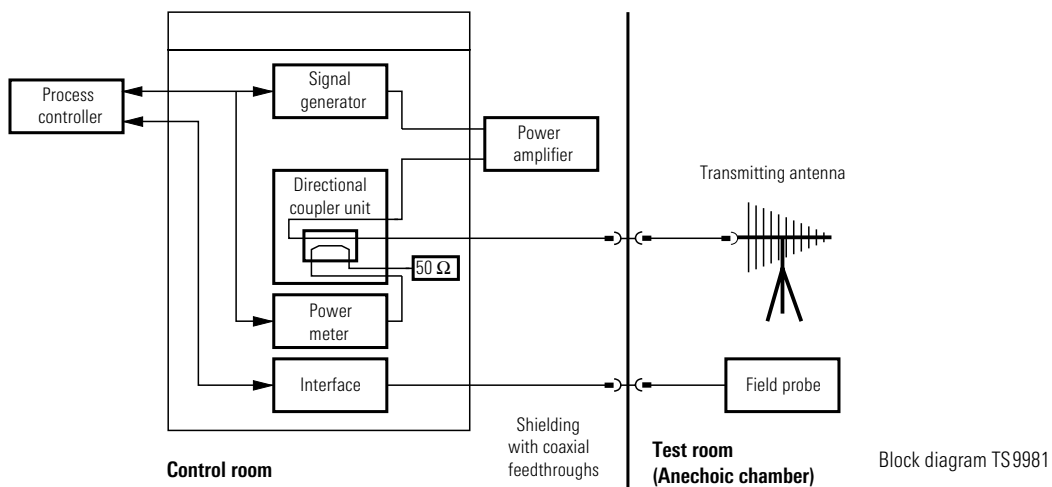 Process
controller
Signal
generator
Power
amplifier
Directional
coupler unit
50 Ω
Power
meter
Interface
Transmitting antenna
Field probe
Shielding
with coaxial
feedthroughs
Control room
Test room
(Anechoic chamber)
Block diagram TS9981